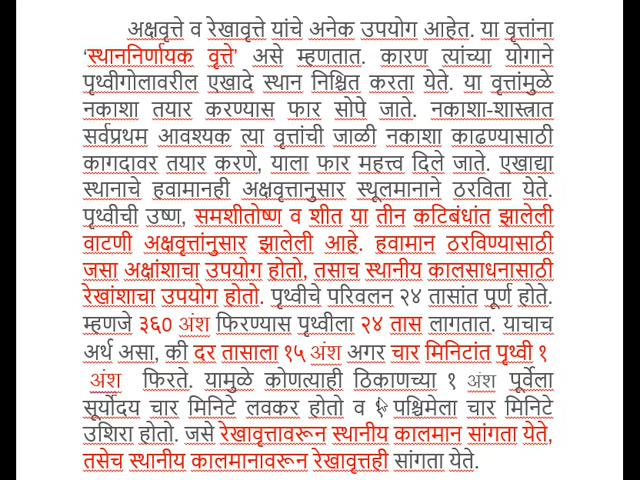 अक्षवृत्ते व रेखावृत्ते यांचे अनेक उपयोग आहेत. या वृत्तांना
‘स्थाननिर्णायक वृत्ते’ असे म्हणतात. कारण त्यांच्या योगाने
पृथ्वीगोलावरील एखादे स्थान निश्चित करता येते. या वृत्तांमुळे
नकाशा तयार करण्यास फार सोपे जाते. नकाशा-शास्त्रात
सर्वप्रथम आवश्यक त्या वृत्तांची जाळी नकाशा काढण्यासाठी
कागदावर तयार करणे, याला फार महत्त्व दिले जाते. एखाद्या
स्थानाचे हवामानही अक्षवृत्तानुसार स्थूलमानाने ठरविता येते.
पृथ्वीची उष्ण, समशीतोष्ण व शीत या तीन कटिबंधांत झालेली
वाटणी अक्षवृत्तांनुसार झालेली आहे. हवामान ठरविण्यासाठी
जसा अक्षांशाचा उपयोग होतो, तसाच स्थानीय कालसाधनासाठी
रेखांशाचा उपयोग होतो. पृथ्वीचे परिवलन २४ तासांत पूर्ण होते.
म्हणजे ३६० अंश फिरण्यास पृथ्वीला २४ तास लागतात. याचाच
अर्थ असा, की दर तासाला १५ अंश अगर चार मिनिटांत पृथ्वी १
अंश फिरते. यामुळे कोणत्याही ठिकाणच्या १ अंश पूर्वेला
सूर्योदय चार मिनिटे लवकर होतो व १ पश्चिमेला चार मिनिटे
उशिरा होतो. जसे रेखावृत्तावरून स्थानीय कालमान सांगता येते,
तसेच स्थानीय कालमानावरून रेखावृत्तही सांगता येते.